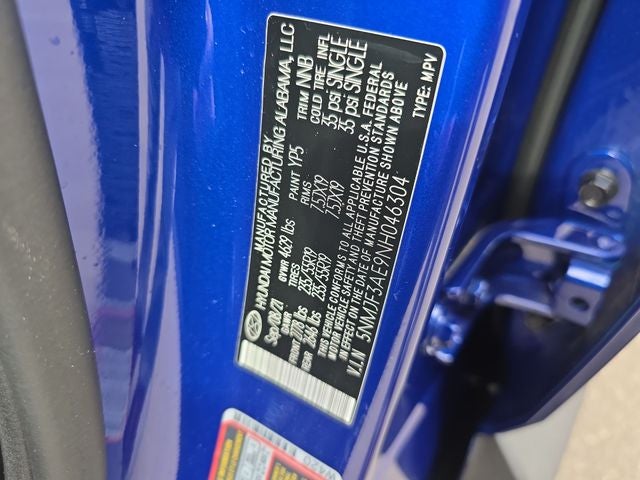 MANUFACTURED BY
HYUNDAI MOTOR MANUFACTURING ALABAMA, LLC
Sep/08/21 GVWR 4619 lbs PAINT YP5 TRIM NNB
GAWR RIMS COLD TIRE INFL
FRONT 2778 lbs 235/55R19 7.5JX19 35 psi SINGLE
REAR 2646 lbs 235/55R19 7.5JX19 35 psi SINGLE
THIS VEHICLE CONFORMS TO ALL APPLICABLE U.S.A. FEDERAL
MOTOR VEHICLE SAFETY AND THEFT PREVENTION STANDARDS
IN EFFECT ON THE DATE OF MANUFACTURE SHOWN ABOVE
V.I.N 5NMJF3AE9NH046304 TYPE: MPV
WA20